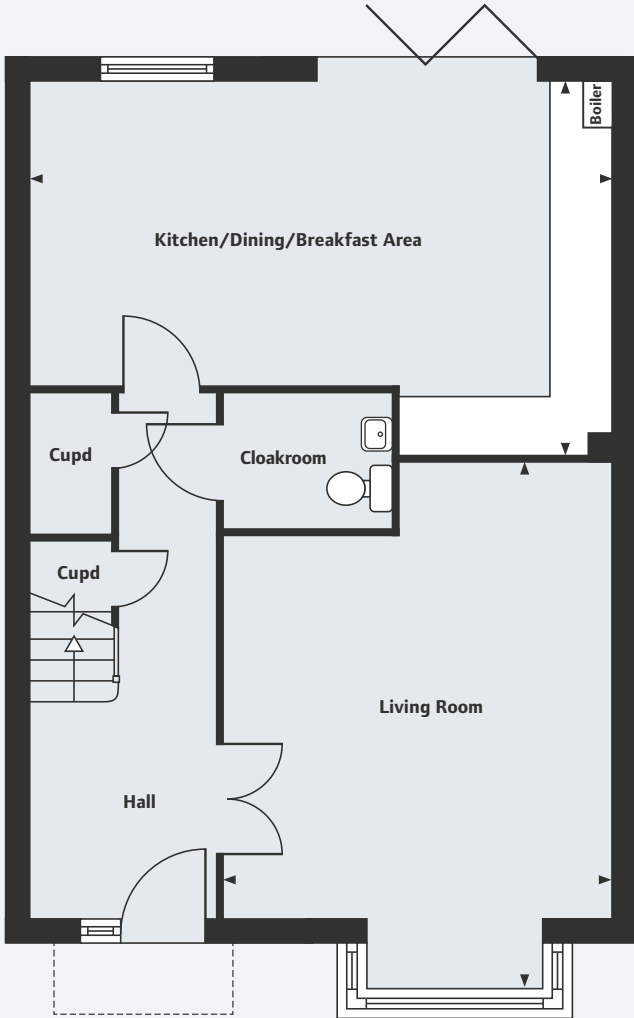 Boiler
Kitchen/Dining/Breakfast Area
Cupd
Cloakroom
Cupd
Living Room
Hall